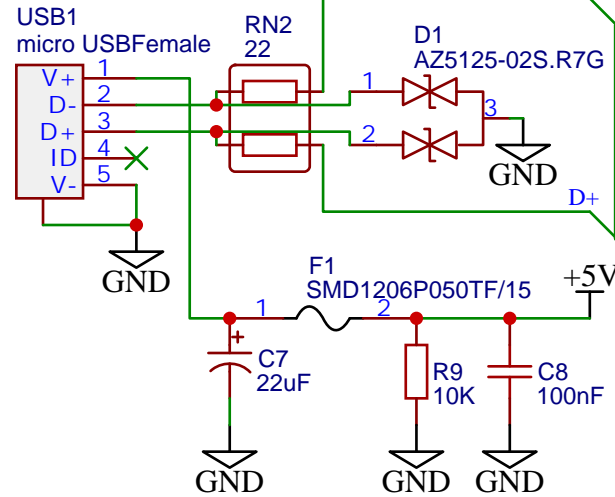 USB1
micro USBFemale
V+ 1
D- 2
D+ 3
ID 4
V- 5
GND
RN2
22
D1
AZ5125-02S.R7G
1
2
3
GND
D+
F1
SMD1206P050TF/15
1 2
+5V
+
C7
22uF
R9
10K
C8
100nF
GND
GND
GND